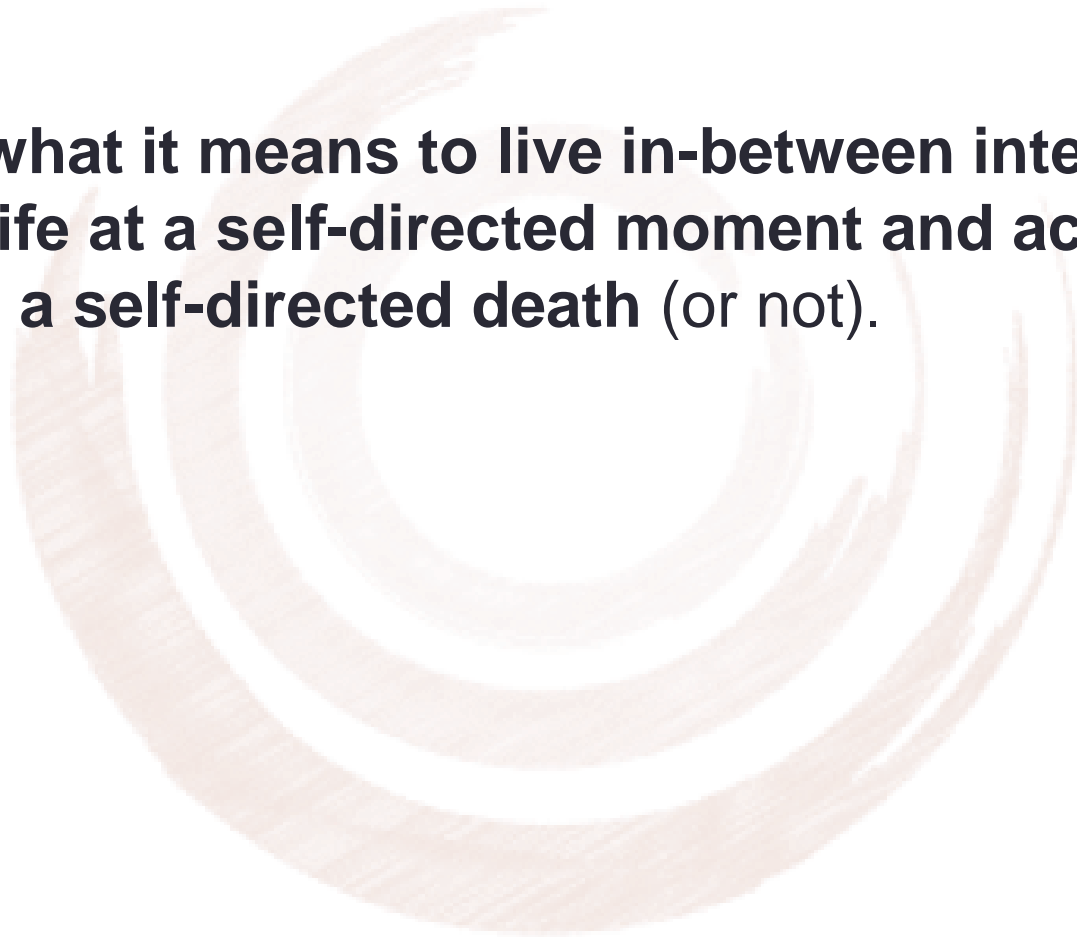 what it means to live in-between inte
ife at a self-directed moment and ac
a self-directed death (or not).